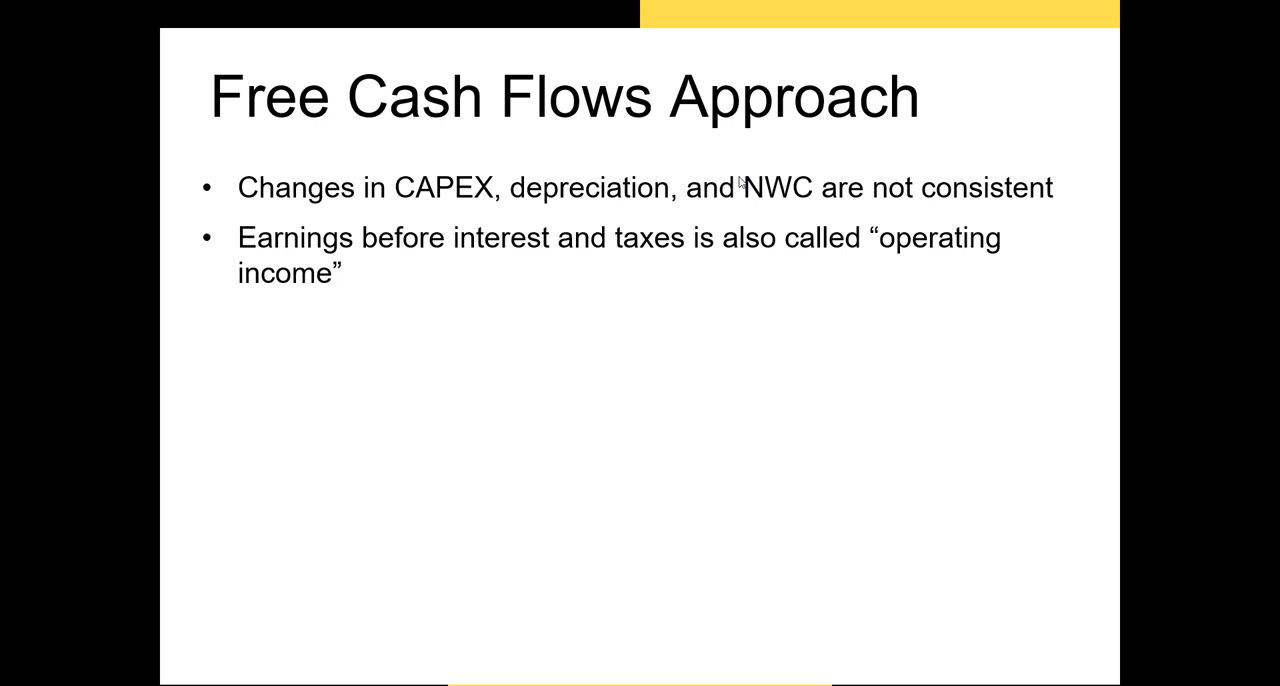 Free Cash Flows Approach
• Changes in CAPEX, depreciation, and NWC are not consistent
• Earnings before interest and taxes is also called “operating
income”